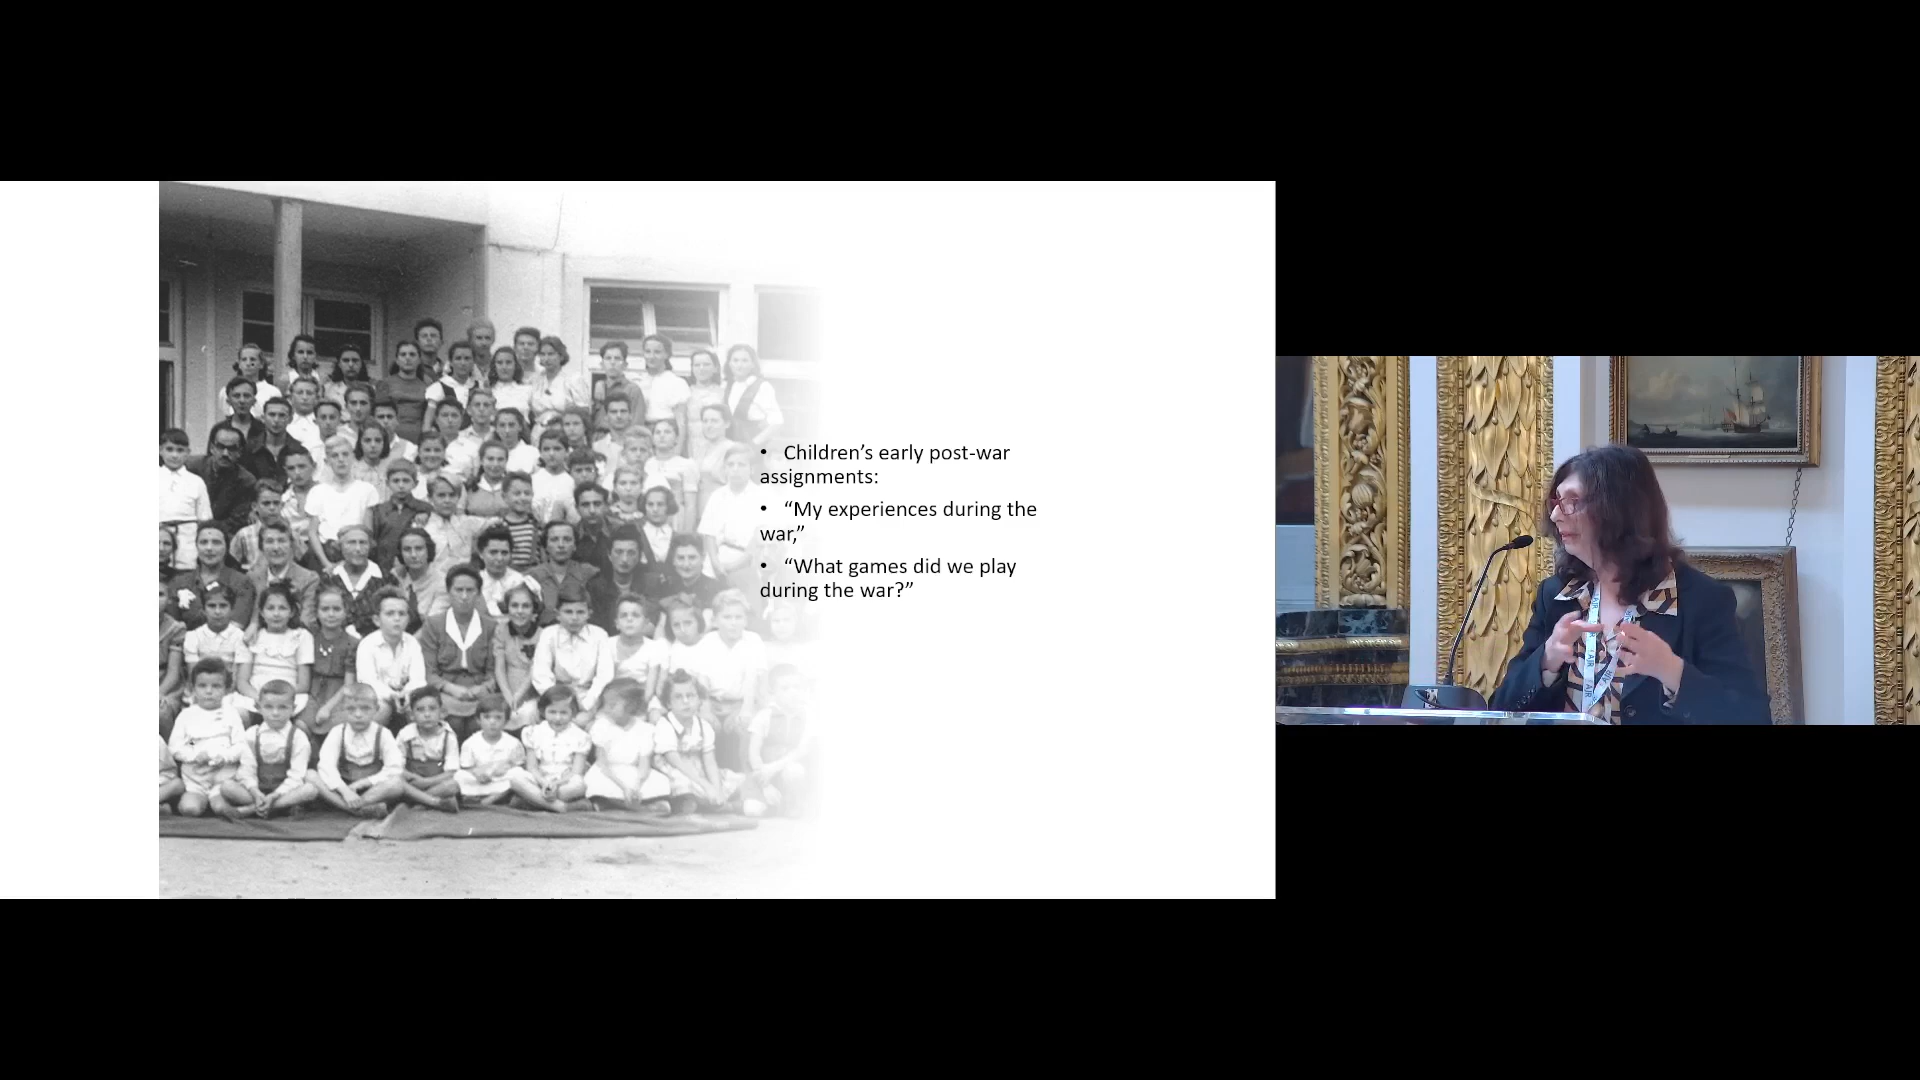 • Children’s early post-war
assignments:
• “My experiences during the
war,”
• “What games did we play
during the war?”